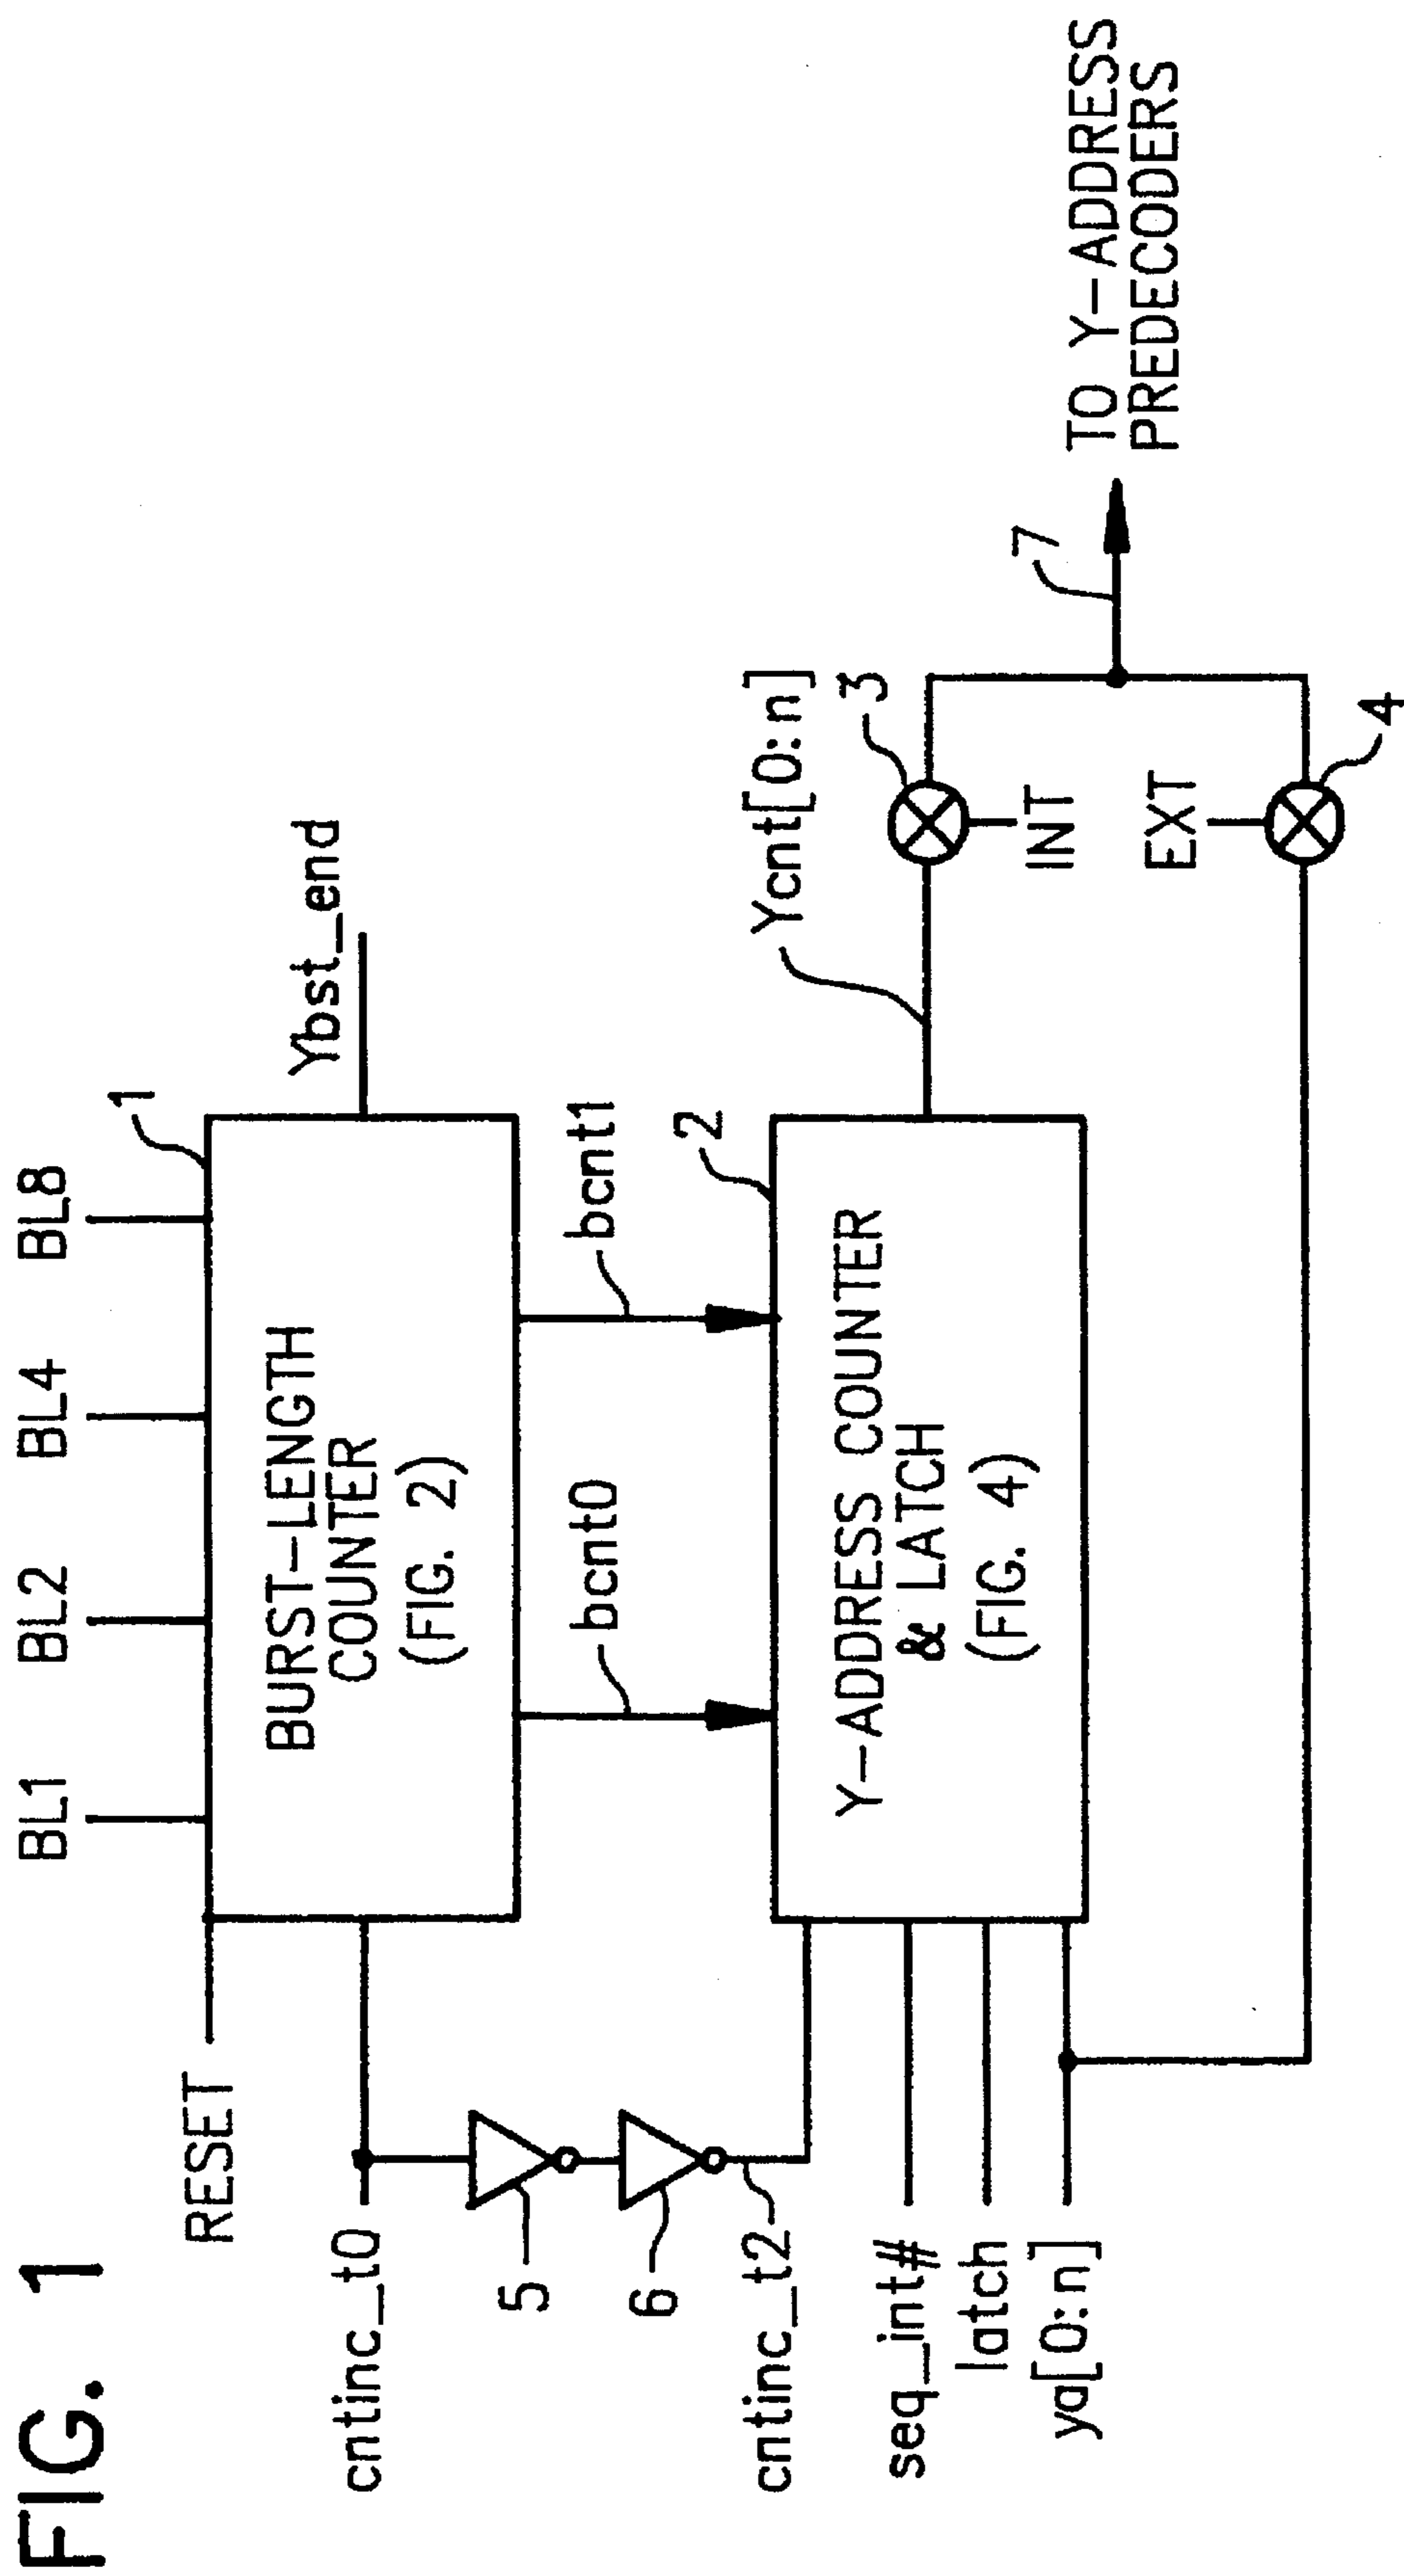 FIG. 1
BL1
BL2
BL4
BL8
1
RESET
BURST-LENGTH
COUNTER
(FIG. 2)
Ybst_end
cntinc_t0
5
6
bcnt0
bcnt1
2
cntinc_t2
Y-ADDRESS COUNTER
& LATCH
(FIG. 4)
Ycnt[0:n]
3
INT
7
TO Y-ADDRESS
PREDECODERS
seq_int#
latch
ya[0:n]
EXT
4